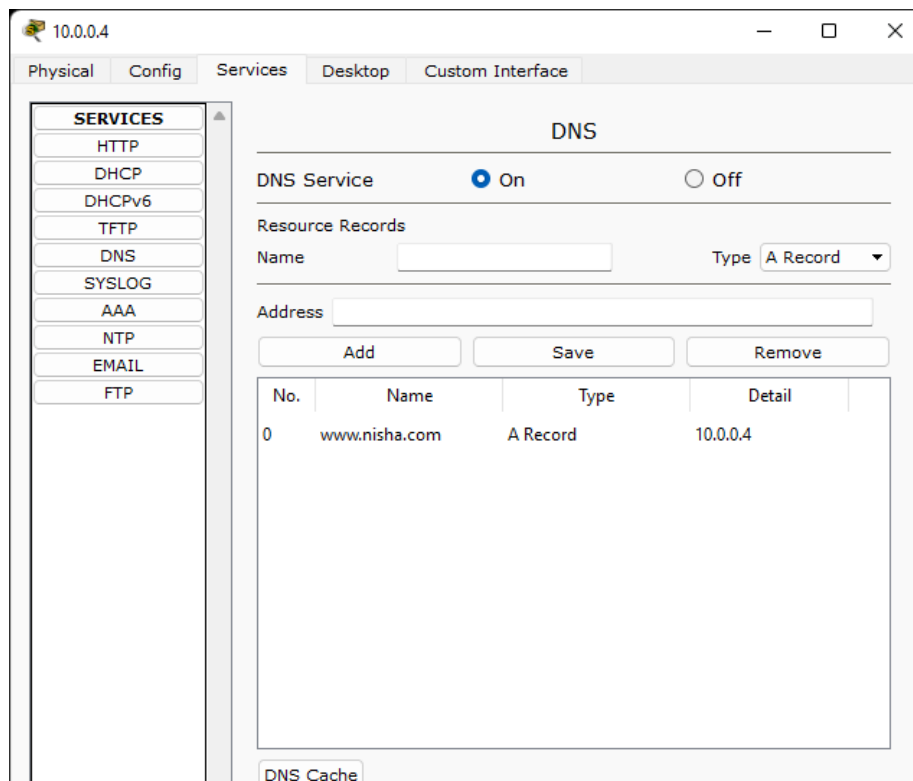 10.0.0.4
Physical Config Services Desktop Custom Interface
SERVICES
HTTP
DHCP
DHCPv6
TFTP
DNS
SYSLOG
AAA
NTP
EMAIL
FTP
DNS
DNS Service On Off
Resource Records
Name Type A Record
Address
Add Save Remove
No. Name Type Detail
0 www.nisha.com A Record 10.0.0.4
DNS Cache